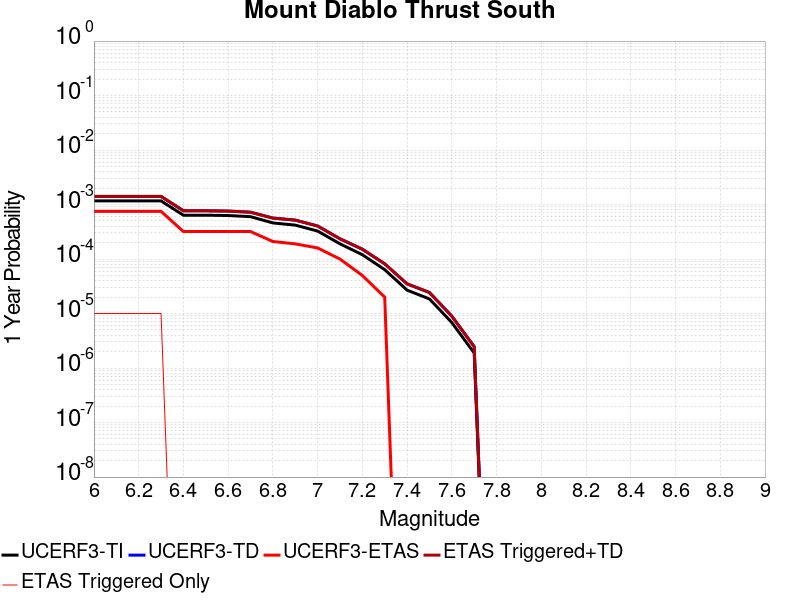 Mount Diablo Thrust South
10^0
10^-1
10^-2
10^-3
10^-4
10^-5
10^-6
10^-7
10^-8
1 Year Probability
6 6.2 6.4 6.6 6.8 7 7.2 7.4 7.6 7.8 8 8.2 8.4 8.6 8.8 9
Magnitude
UCERF3-TI UCERF3-TD UCERF3-ETAS ETAS Triggered+TD
ETAS Triggered Only